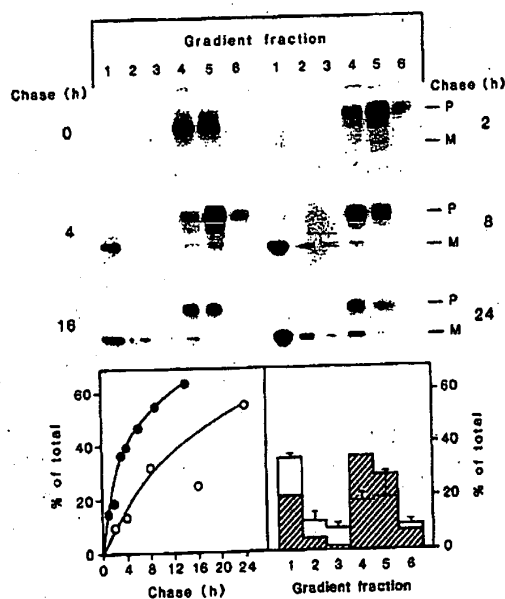 Gradient fraction
1 2 3 4 5 6 1 2 3 4 5 6
Chase (h)
Chase (h)
0
P
M
2
4
P
M
8
16
P
M
24
60
40
20
0
% of total
0 4 8 12 16 20 24
Chase (h)
60
40
20
0
% of total
1 2 3 4 5 6
Gradient fraction